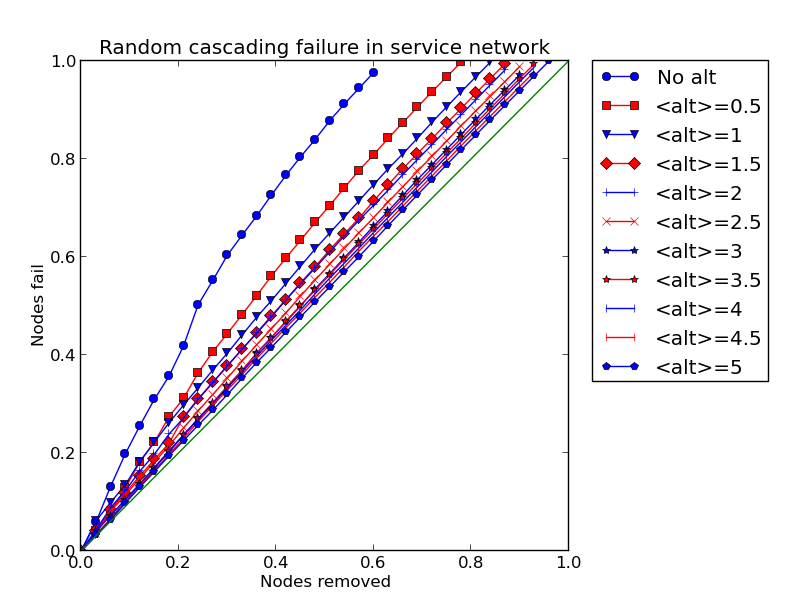 Random cascading failure in service network
1.0
0.8
0.6
0.4
0.2
0.0
Nodes fail
0.0 0.2 0.4 0.6 0.8 1.0
Nodes removed
No alt
<alt>=0.5
<alt>=1
<alt>=1.5
<alt>=2
<alt>=2.5
<alt>=3
<alt>=3.5
<alt>=4
<alt>=4.5
<alt>=5